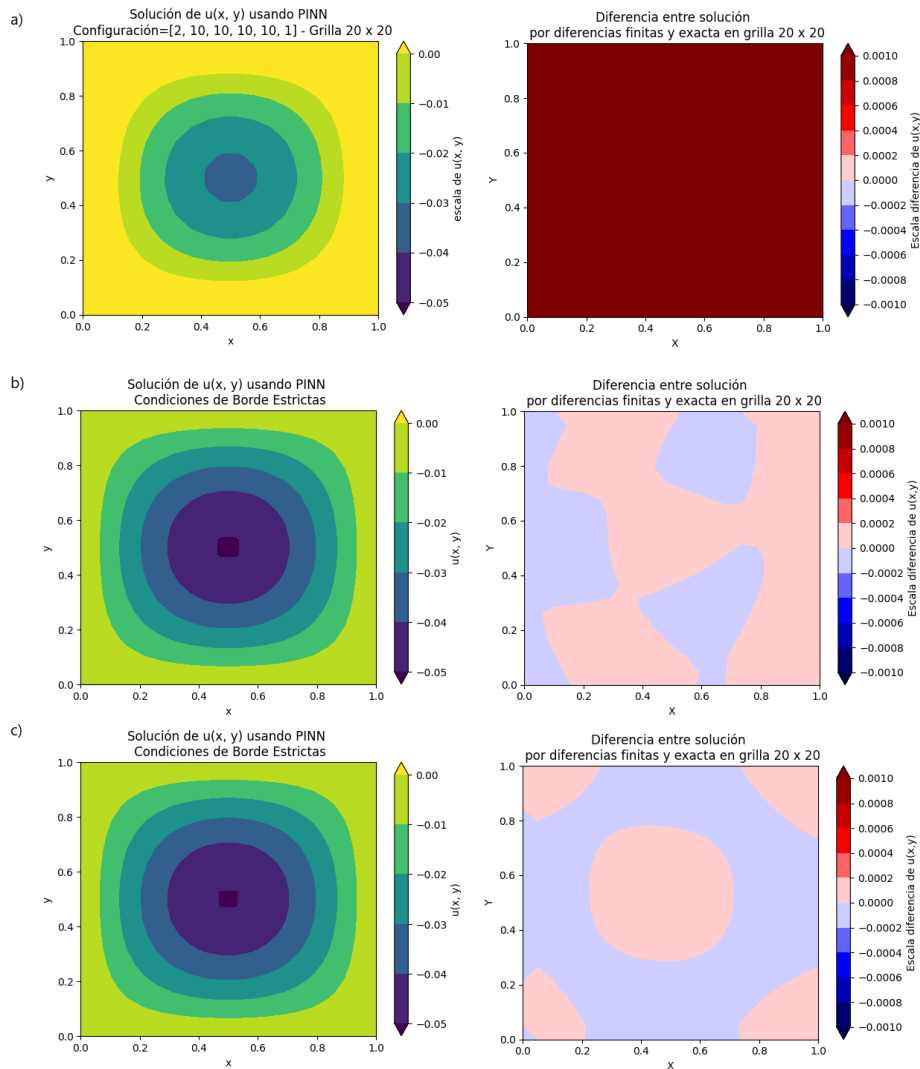 a)
Solución de u(x, y) usando PINN
Configuración=[2, 10, 10, 10, 10, 1] - Grilla 20 x 20
1.0
0.8
0.6
0.4
0.2
0.0
y
0.0 0.2 0.4 0.6 0.8 1.0
x
0.00
−0.01
−0.02
−0.03
−0.04
−0.05
escala de u(x, y)
Diferencia entre solución
por diferencias finitas y exacta en grilla 20 x 20
1.0
0.8
0.6
0.4
0.2
0.0
Y
0.0 0.2 0.4 0.6 0.8 1.0
X
0.0010
0.0008
0.0006
0.0004
0.0002
0.0000
−0.0002
−0.0004
−0.0006
−0.0008
−0.0010
Escala diferencia de u(x,y)
b)
Solución de u(x, y) usando PINN
Condiciones de Borde Estrictas
1.0
0.8
0.6
0.4
0.2
0.0
y
0.0 0.2 0.4 0.6 0.8 1.0
x
0.00
−0.01
−0.02
−0.03
−0.04
−0.05
u(x, y)
Diferencia entre solución
por diferencias finitas y exacta en grilla 20 x 20
1.0
0.8
0.6
0.4
0.2
0.0
Y
0.0 0.2 0.4 0.6 0.8 1.0
X
0.0010
0.0008
0.0006
0.0004
0.0002
0.0000
−0.0002
−0.0004
−0.0006
−0.0008
−0.0010
Escala diferencia de u(x,y)
c)
Solución de u(x, y) usando PINN
Condiciones de Borde Estrictas
1.0
0.8
0.6
0.4
0.2
0.0
y
0.0 0.2 0.4 0.6 0.8 1.0
x
0.00
−0.01
−0.02
−0.03
−0.04
−0.05
u(x, y)
Diferencia entre solución
por diferencias finitas y exacta en grilla 20 x 20
1.0
0.8
0.6
0.4
0.2
0.0
Y
0.0 0.2 0.4 0.6 0.8 1.0
X
0.0010
0.0008
0.0006
0.0004
0.0002
0.0000
−0.0002
−0.0004
−0.0006
−0.0008
−0.0010
Escala diferencia de u(x,y)